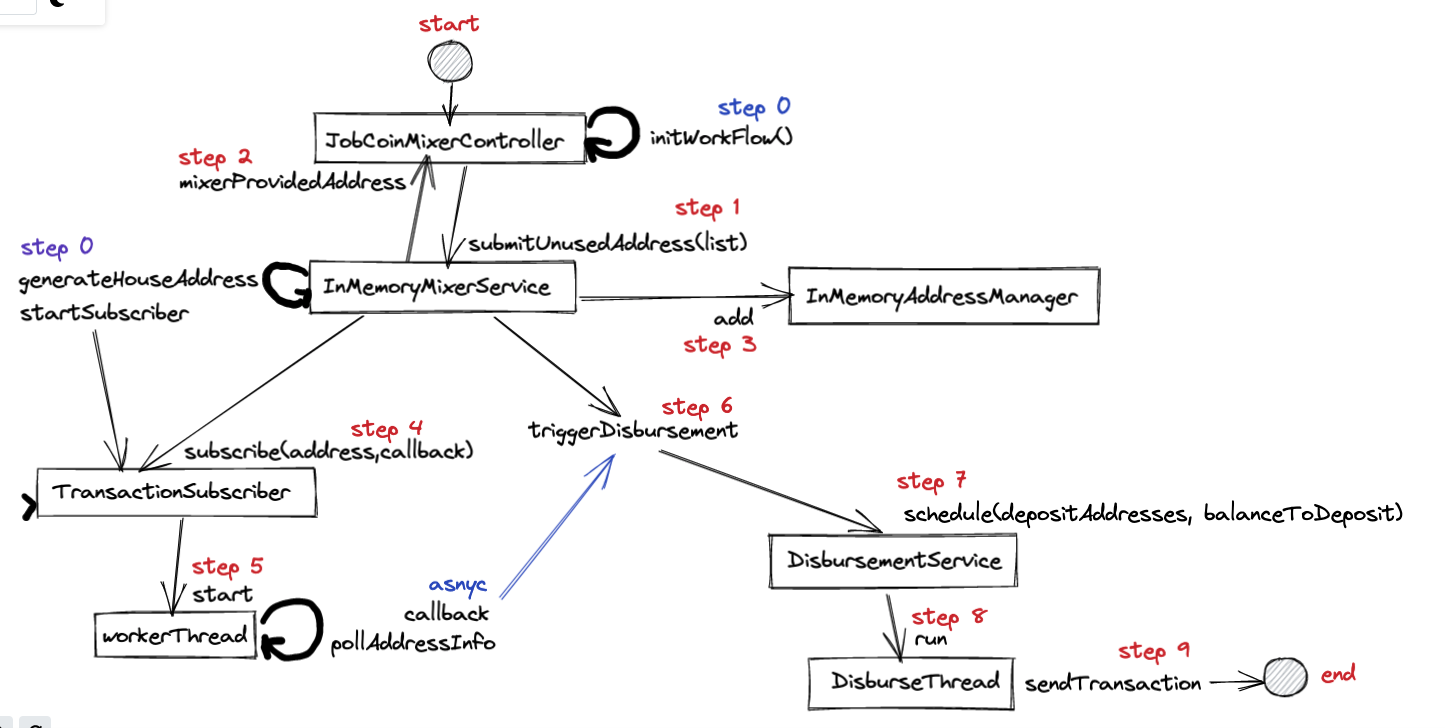 start
JobCoinMixerController
step 0
initWorkFlow()
step 2
mixerProvidedAddress
step 1
submitUnusedAddress(list)
step 0
generateHouseAddress
startSubscriber
InMemoryMixerService
InMemoryAddressManager
add
step 3
step 4
subscribe(address,callback)
step 6
triggerDisbursement
TransactionSubscriber
step 7
schedule(depositAddresses, balanceToDeposit)
DisbursementService
step 5
start
workerThread
asnyc
callback
pollAddressInfo
step 8
run
DisburseThread
step 9
sendTransaction
end